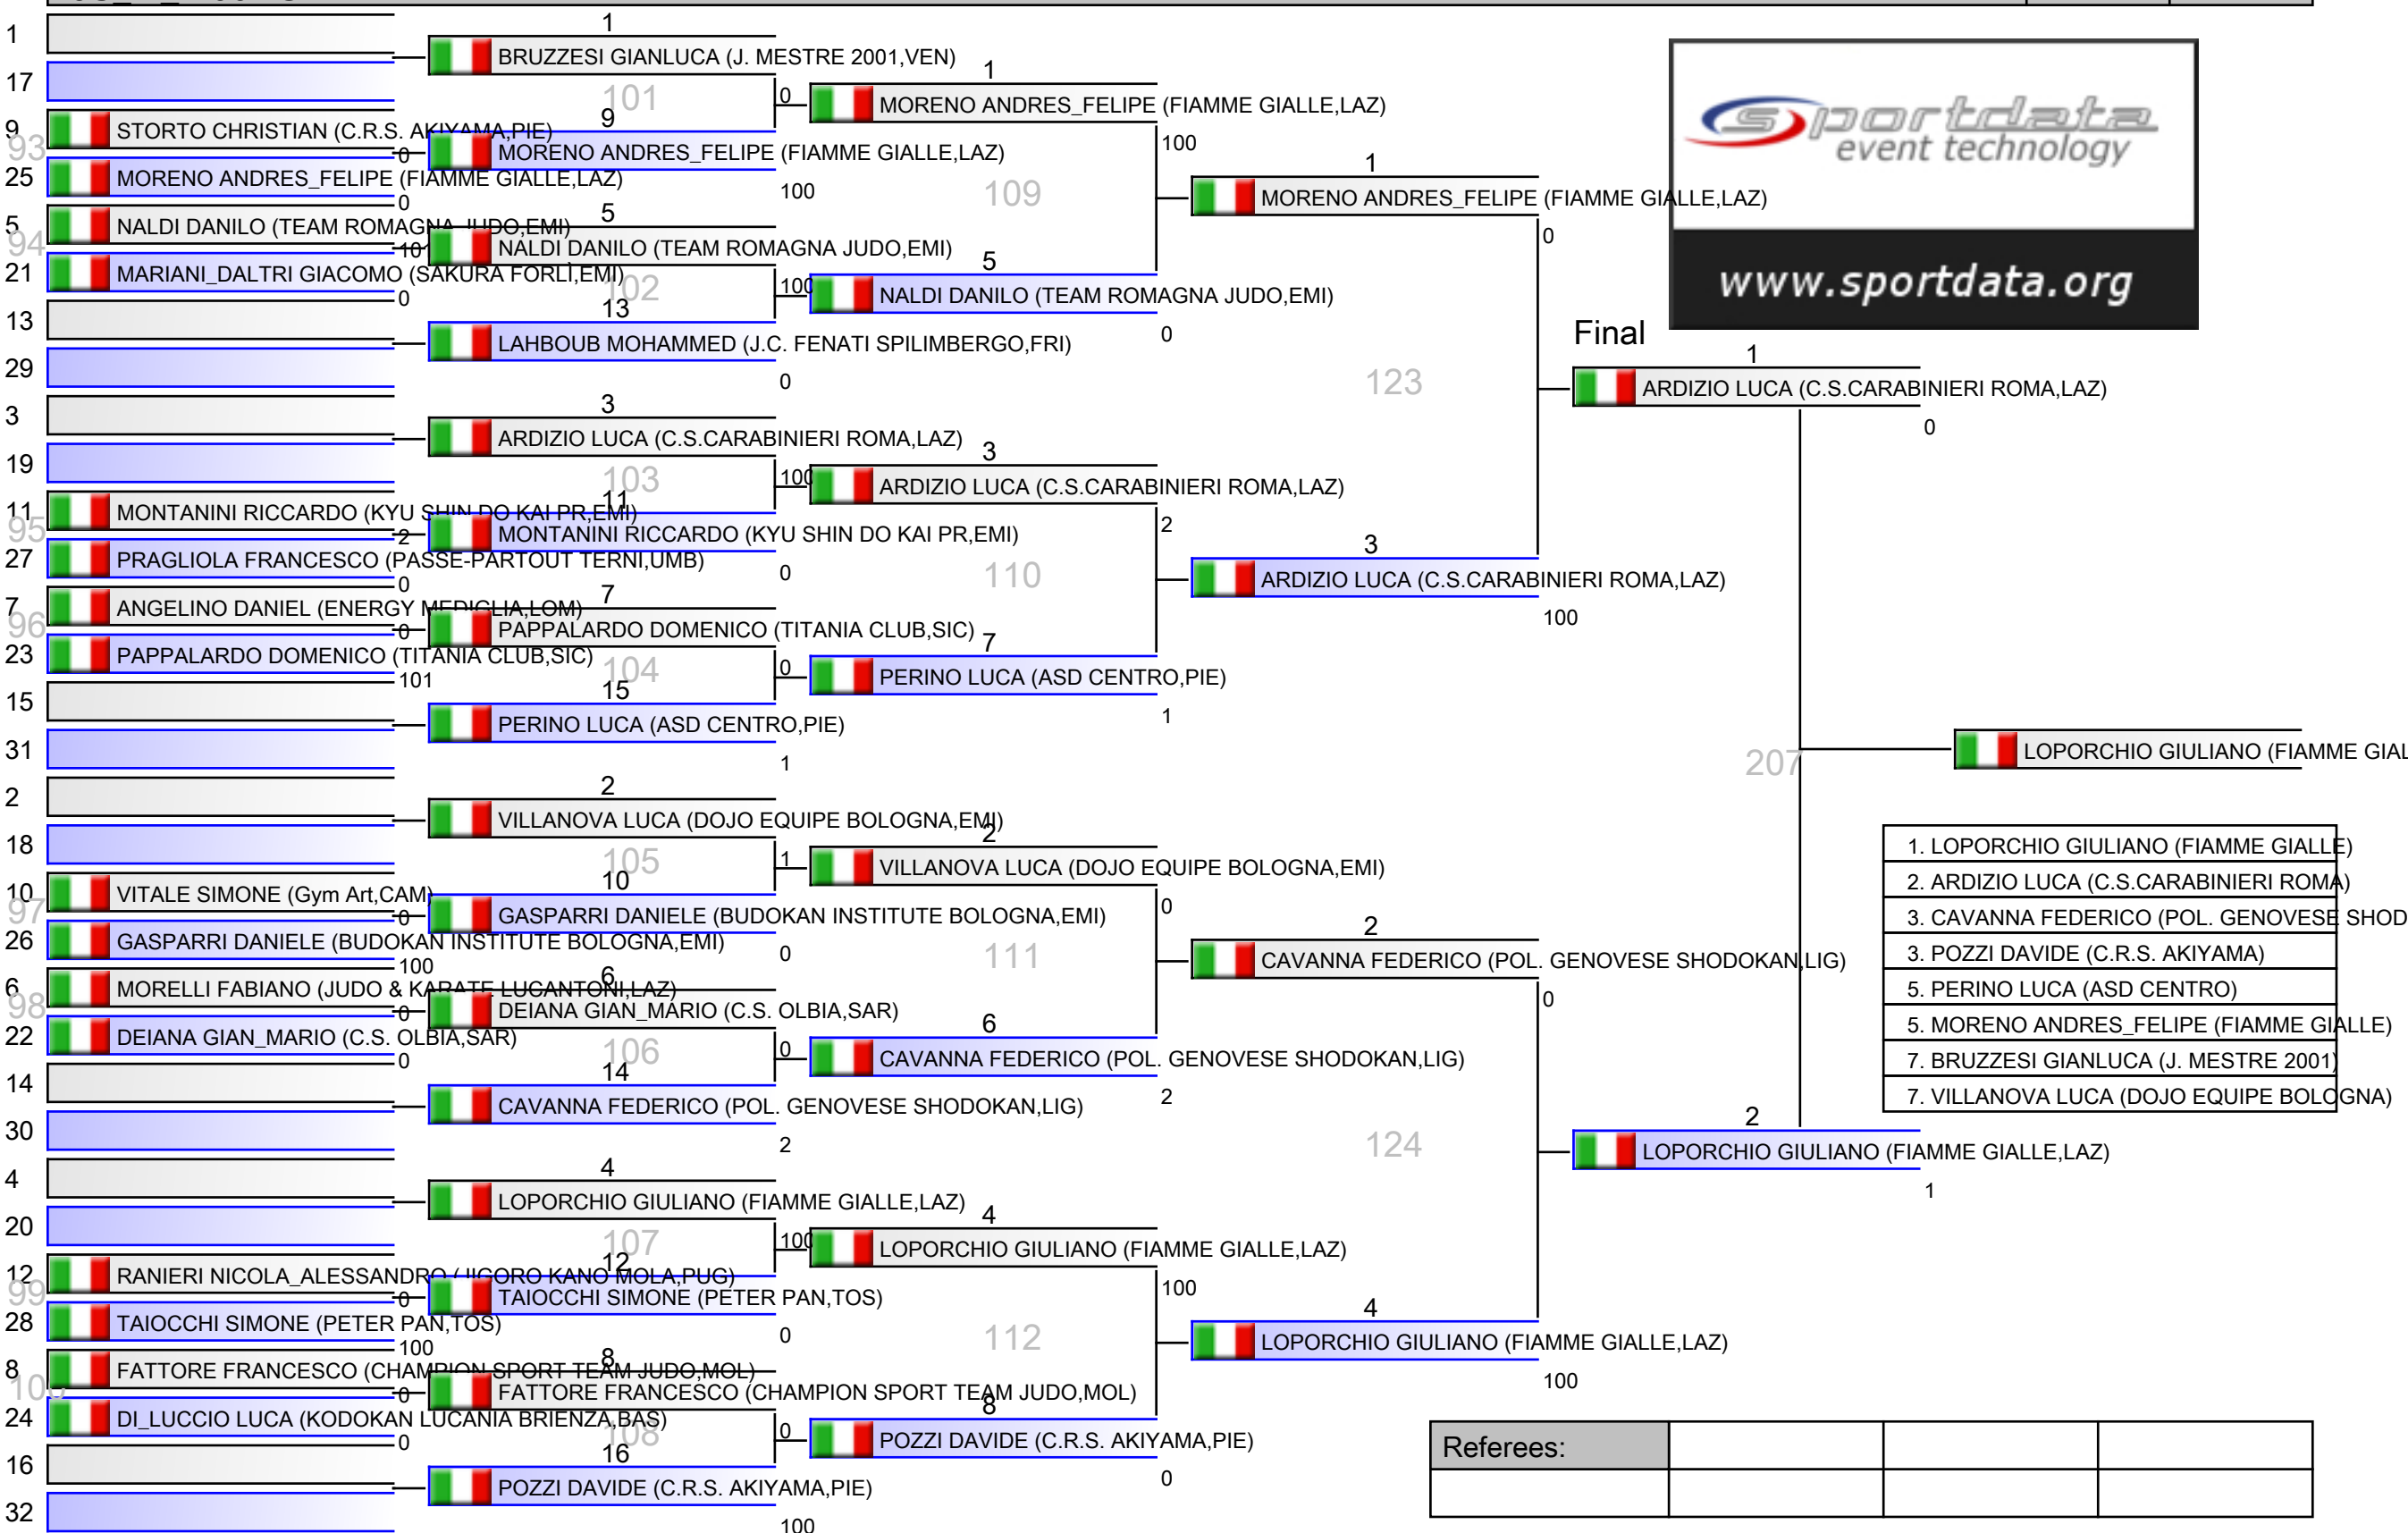 1
17
9
93
STORTO CHRISTIAN (C.R.S. AKIYAMA,PIE)
0
25
MORENO ANDRES_FELIPE (FIAMME GIALLE,LAZ)
0
5
94
NALDI DANILO (TEAM ROMAGNA JUDO,EMI)
21
MARIANI_DALTRI GIACOMO (SAKURA FORLÌ,EMI)
0
13
29
3
19
11
95
MONTANINI RICCARDO (KYU SHIN DO KAI PR,EMI)
2
27
PRAGLIOLA FRANCESCO (PASSE-PARTOUT TERNI,UMB)
0
7
96
ANGELINO DANIEL (ENERGY MEDIGLIA,LOM)
0
23
PAPPALARDO DOMENICO (TITANIA CLUB,SIC)
101
15
31
2
18
10
97
VITALE SIMONE (Gym Art,CAM)
0
26
GASPARRI DANIELE (BUDOKAN INSTITUTE BOLOGNA,EMI)
100
6
98
MORELLI FABIANO (JUDO & KARATE LUCANTONI,LAZ)
0
22
DEIANA GIAN_MARIO (C.S. OLBIA,SAR)
0
14
30
4
20
12
99
RANIERI NICOLA_ALESSANDRO (JIGORO KANO MOLA,PUG)
0
28
TAIOCCHI SIMONE (PETER PAN,TOS)
100
8
100
FATTORE FRANCESCO (CHAMPION SPORT TEAM JUDO,MOL)
0
24
DI_LUCCIO LUCA (KODOKAN LUCANIA BRIENZA,BAS)
0
16
32
1
BRUZZESI GIANLUCA (J. MESTRE 2001,VEN)
101
0
9
MORENO ANDRES_FELIPE (FIAMME GIALLE,LAZ)
100
5
NALDI DANILO (TEAM ROMAGNA JUDO,EMI)
102
100
13
LAHBOUB MOHAMMED (J.C. FENATI SPILIMBERGO,FRI)
0
3
ARDIZIO LUCA (C.S.CARABINIERI ROMA,LAZ)
103
100
11
MONTANINI RICCARDO (KYU SHIN DO KAI PR,EMI)
0
7
PAPPALARDO DOMENICO (TITANIA CLUB,SIC)
104
0
15
PERINO LUCA (ASD CENTRO,PIE)
1
2
VILLANOVA LUCA (DOJO EQUIPE BOLOGNA,EMI)
105
1
10
GASPARRI DANIELE (BUDOKAN INSTITUTE BOLOGNA,EMI)
0
6
DEIANA GIAN_MARIO (C.S. OLBIA,SAR)
106
0
14
CAVANNA FEDERICO (POL. GENOVESE SHODOKAN,LIG)
2
4
LOPORCHIO GIULIANO (FIAMME GIALLE,LAZ)
107
100
12
TAIOCCHI SIMONE (PETER PAN,TOS)
0
8
FATTORE FRANCESCO (CHAMPION SPORT TEAM JUDO,MOL)
108
0
16
POZZI DAVIDE (C.R.S. AKIYAMA,PIE)
100
1
MORENO ANDRES_FELIPE (FIAMME GIALLE,LAZ)
100
109
5
NALDI DANILO (TEAM ROMAGNA JUDO,EMI)
0
3
ARDIZIO LUCA (C.S.CARABINIERI ROMA,LAZ)
2
110
7
PERINO LUCA (ASD CENTRO,PIE)
1
2
VILLANOVA LUCA (DOJO EQUIPE BOLOGNA,EMI)
0
111
6
CAVANNA FEDERICO (POL. GENOVESE SHODOKAN,LIG)
2
4
LOPORCHIO GIULIANO (FIAMME GIALLE,LAZ)
100
112
8
POZZI DAVIDE (C.R.S. AKIYAMA,PIE)
0
1
MORENO ANDRES_FELIPE (FIAMME GIALLE,LAZ)
0
123
3
ARDIZIO LUCA (C.S.CARABINIERI ROMA,LAZ)
100
2
CAVANNA FEDERICO (POL. GENOVESE SHODOKAN,LIG)
0
124
4
LOPORCHIO GIULIANO (FIAMME GIALLE,LAZ)
100
sportdata
event technology
www.sportdata.org
Final
1
ARDIZIO LUCA (C.S.CARABINIERI ROMA,LAZ)
0
207
2
LOPORCHIO GIULIANO (FIAMME GIALLE,LAZ)
1
LOPORCHIO GIULIANO (FIAMME GIAL
1. LOPORCHIO GIULIANO (FIAMME GIALLE)
2. ARDIZIO LUCA (C.S.CARABINIERI ROMA)
3. CAVANNA FEDERICO (POL. GENOVESE SHOD
3. POZZI DAVIDE (C.R.S. AKIYAMA)
5. PERINO LUCA (ASD CENTRO)
5. MORENO ANDRES_FELIPE (FIAMME GIALLE)
7. BRUZZESI GIANLUCA (J. MESTRE 2001)
7. VILLANOVA LUCA (DOJO EQUIPE BOLOGNA)
Referees: